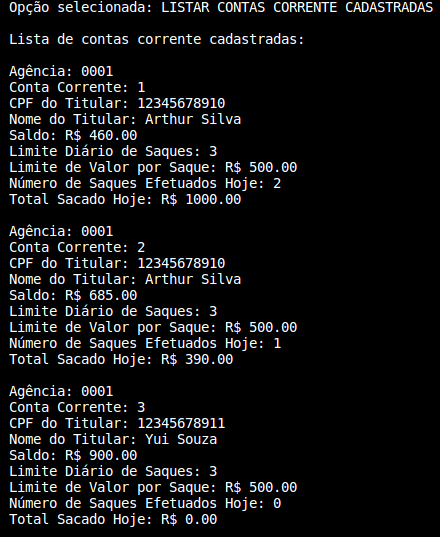 Opção selecionada: LISTAR CONTAS CORRENTE CADASTRADAS
Lista de contas corrente cadastradas:
Agência: 0001
Conta Corrente: 1
CPF do Titular: 12345678910
Nome do Titular: Arthur Silva
Saldo: R$ 460.00
Limite Diário de Saques: 3
Limite de Valor por Saque: R$ 500.00
Número de Saques Efetuados Hoje: 2
Total Sacado Hoje: R$ 1000.00
Agência: 0001
Conta Corrente: 2
CPF do Titular: 12345678910
Nome do Titular: Arthur Silva
Saldo: R$ 685.00
Limite Diário de Saques: 3
Limite de Valor por Saque: R$ 500.00
Número de Saques Efetuados Hoje: 1
Total Sacado Hoje: R$ 390.00
Agência: 0001
Conta Corrente: 3
CPF do Titular: 12345678911
Nome do Titular: Yui Souza
Saldo: R$ 900.00
Limite Diário de Saques: 3
Limite de Valor por Saque: R$ 500.00
Número de Saques Efetuados Hoje: 0
Total Sacado Hoje: R$ 0.00